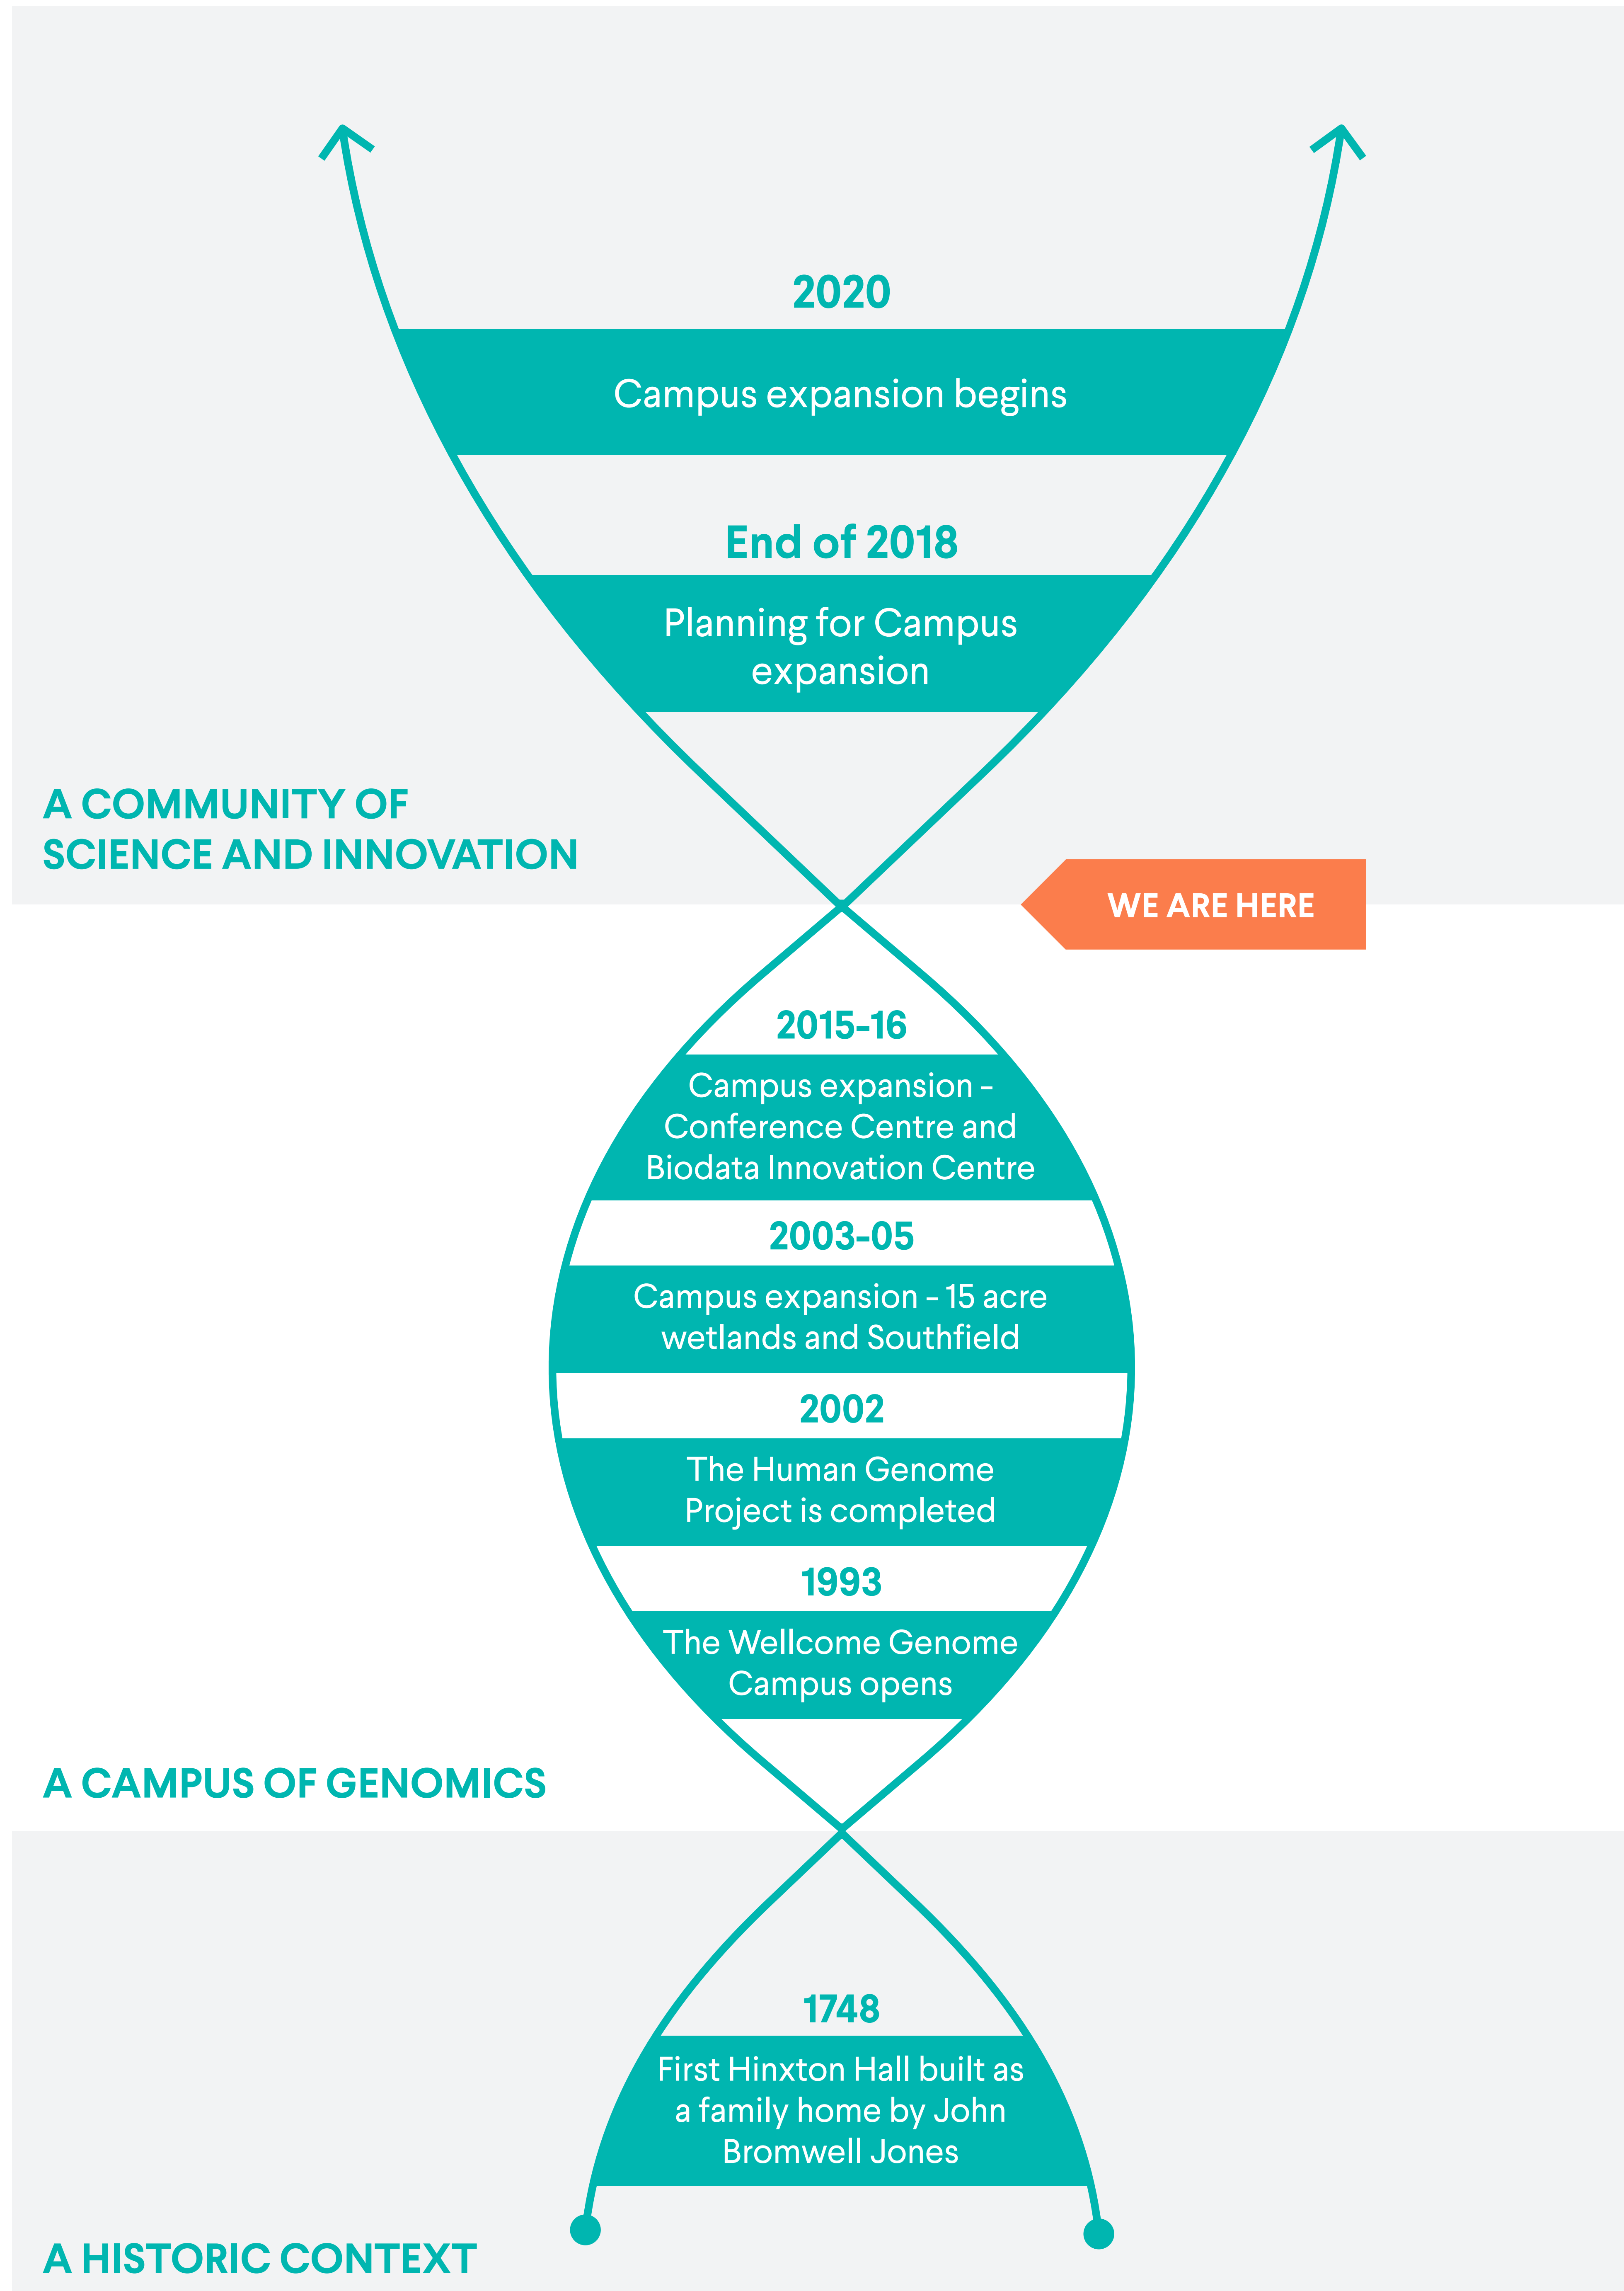 2020
Campus expansion begins
End of 2018
Planning for Campus
expansion
A COMMUNITY OF
SCIENCE AND INNOVATION
WE ARE HERE
2015-16
Campus expansion –
Conference Centre and
Biodata Innovation Centre
2003-05
Campus expansion – 15 acre
wetlands and Southfield
2002
The Human Genome
Project is completed
1993
The Wellcome Genome
Campus opens
A CAMPUS OF GENOMICS
1748
First Hinxton Hall built as
a family home by John
Bromwell Jones
A HISTORIC CONTEXT